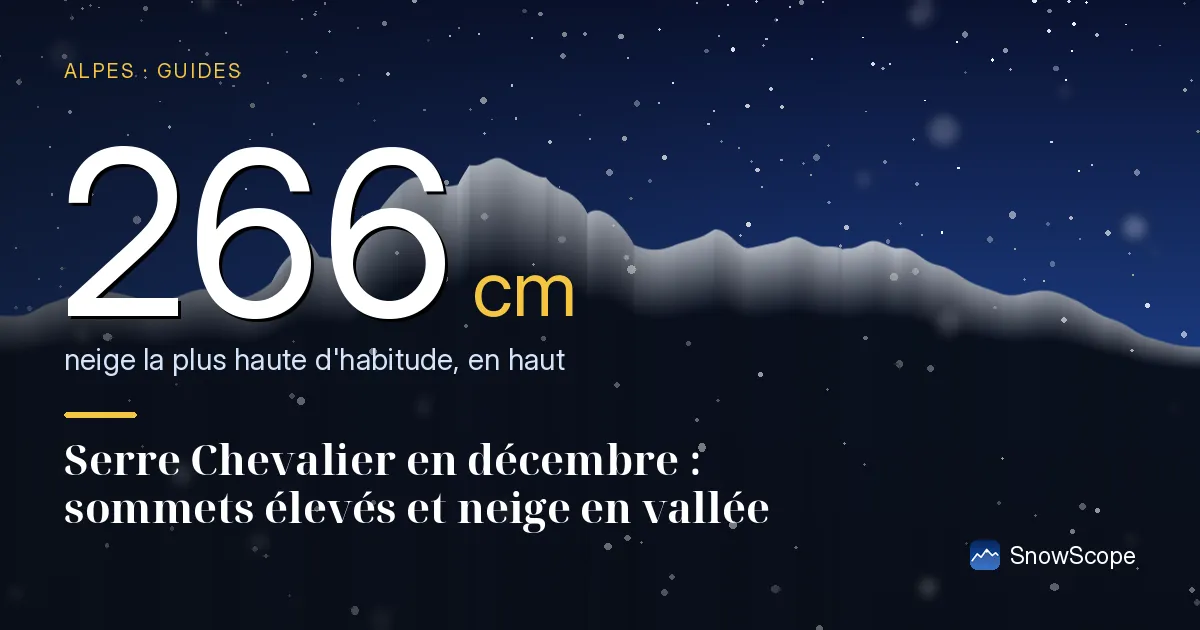 ALPES : GUIDES
266 cm
neige la plus haute d'habitude, en haut
Serre Chevalier en décembre :
sommets élevés et neige en vallée
SnowScope